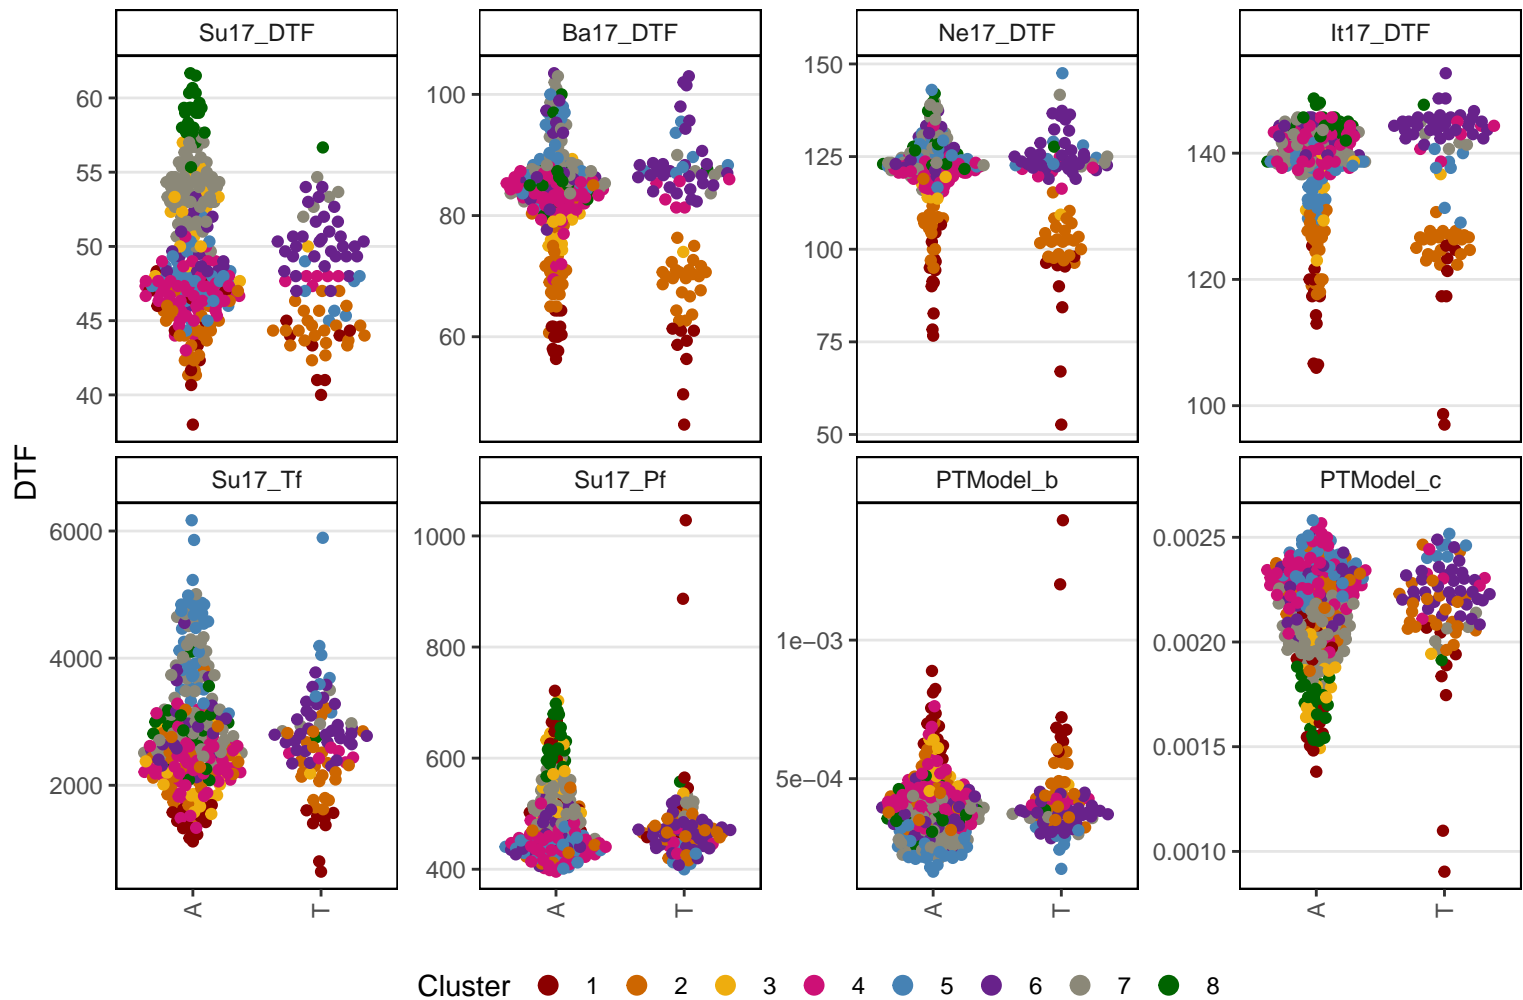 Su17_DTF Ba17_DTF Ne17_DTF It17_DTF
60 55 50 45 40
100 80 60
150 125 100 75 50
140 120 100
DTF
Su17_Tf Su17_Pf PTModel_b PTModel_c
6000 4000 2000
1000 800 600 400
1e−03 5e−04
0.0025 0.0020 0.0015 0.0010
A T A T A T A T
Cluster 1 2 3 4 5 6 7 8